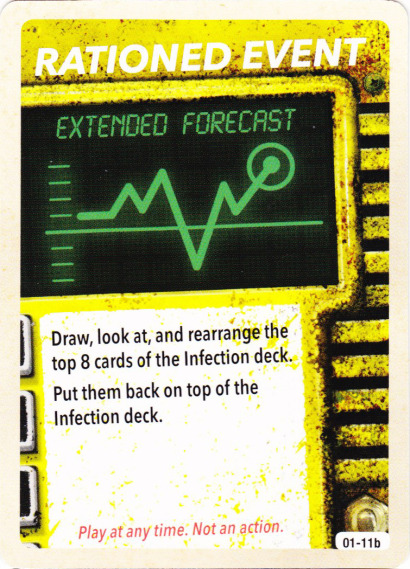 RATIONED EVENT
EXTENDED FORECAST
Draw, look at, and rearrange the
top 8 cards of the Infection deck.
Put them back on top of the
Infection deck.
Play at any time. Not an action.
01-11b